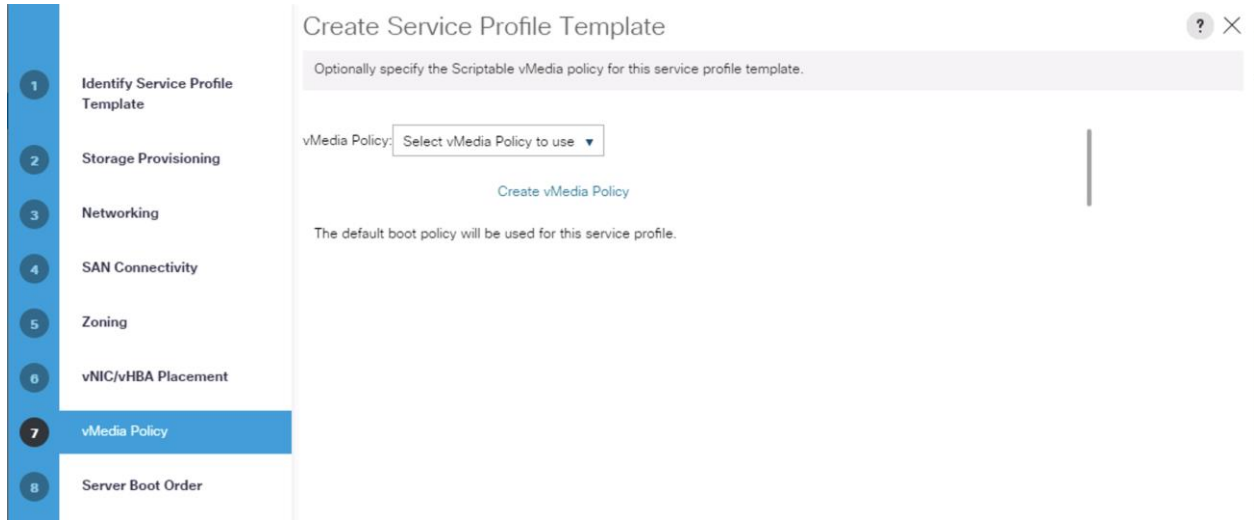 Create Service Profile Template
?
Optionally specify the Scriptable vMedia policy for this service profile template.
1
Identify Service Profile
Template
2
Storage Provisioning
3
Networking
4
SAN Connectivity
5
Zoning
6
vNIC/vHBA Placement
7
vMedia Policy
8
Server Boot Order
vMedia Policy: Select vMedia Policy to use
Create vMedia Policy
The default boot policy will be used for this service profile.